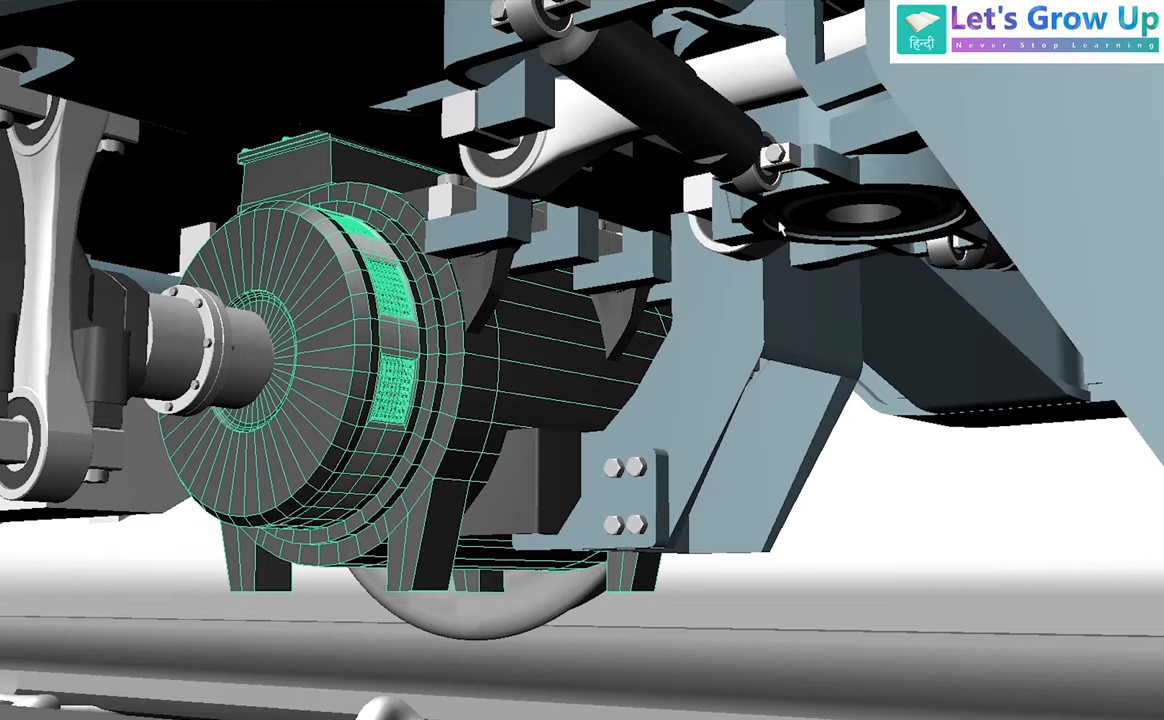 Let's Grow Up
हिन्दी
Never Stop Learning